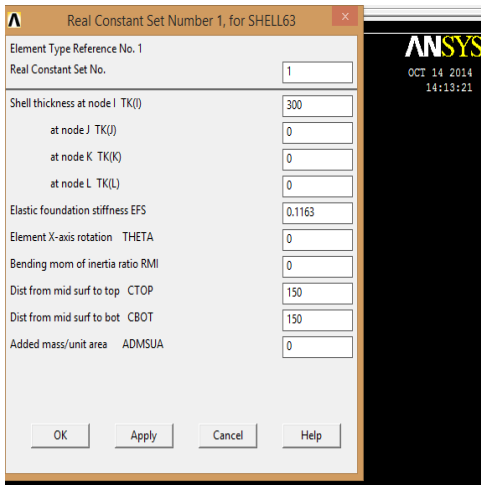 Real Constant Set Number 1, for SHELL63
x
Element Type Reference No. 1
Real Constant Set No. 1
Shell thickness at node I TK(I) 300
at node J TK(J) 0
at node K TK(K) 0
at node L TK(L) 0
Elastic foundation stiffness EFS 0.1163
Element X-axis rotation THETA 0
Bending mom of inertia ratio RMI 0
Dist from mid surf to top CTOP 150
Dist from mid surf to bot CBOT 150
Added mass/unit area ADMSUA 0
OK Apply Cancel Help
ANSYS
OCT 14 2014
14:13:21